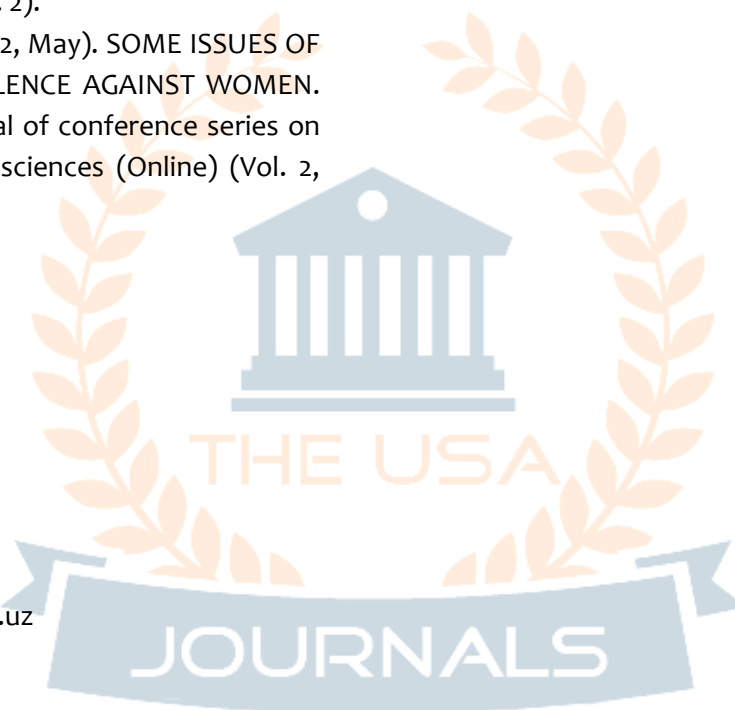 . 2).
2, May). SOME ISSUES OF
LENCE AGAINST WOMEN.
al of conference series on
sciences (Online) (Vol. 2,
THE USA
.uz
JOURNALS